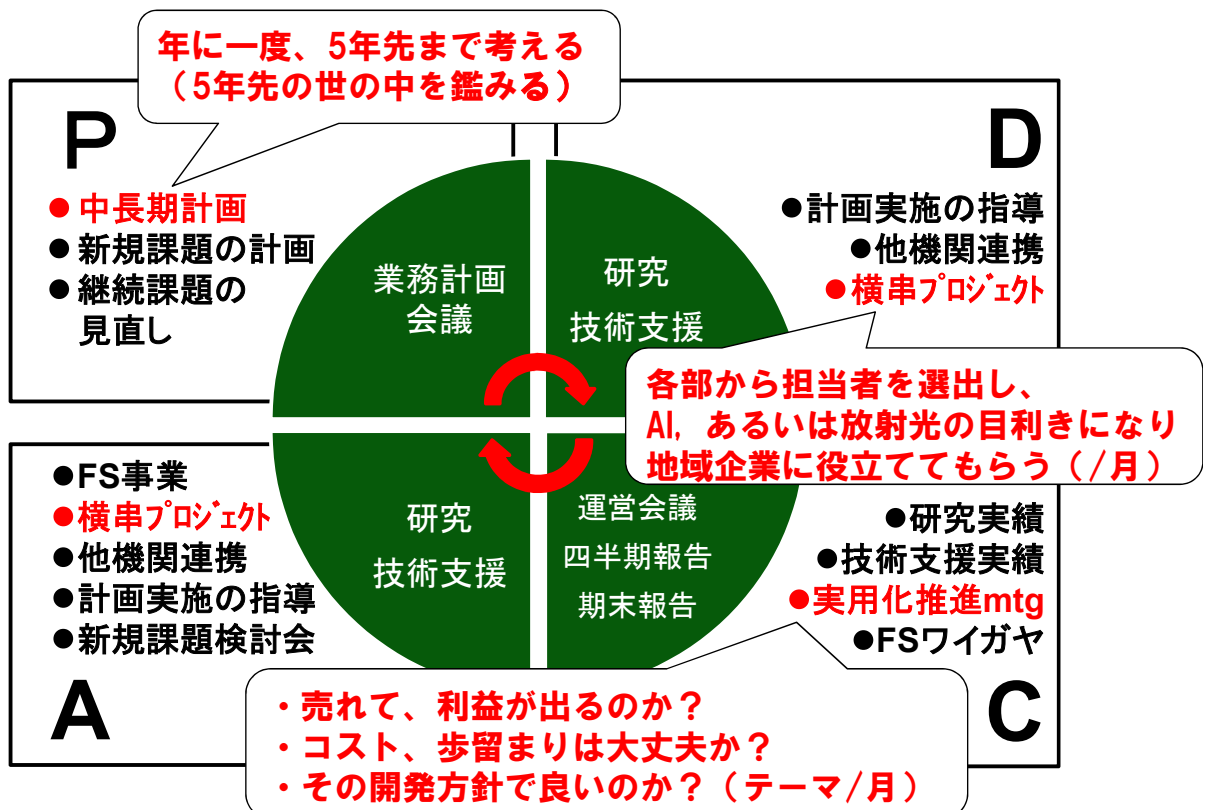 年に一度、5年先まで考える
（5年先の世の中を鑑みる）
P
●中長期計画
●新規課題の計画
●継続課題の
見直し
業務計画
会議
D
●計画実施の指導
●他機関連携
●横串プロジェクト
研究
技術支援
各部から担当者を選出し、
AI, あるいは放射光の目利きになり
地域企業に役立ててもらう（/月）
●FS事業
●横串プロジェクト
●他機関連携
●計画実施の指導
●新規課題検討会
A
研究
技術支援
運営会議
四半期報告
期末報告
●研究実績
●技術支援実績
●実用化推進mtg
●FSワイガヤ
C
・売れて、利益が出るのか？
・コスト、歩留まりは大丈夫か？
・その開発方針で良いのか？（テーマ/月）